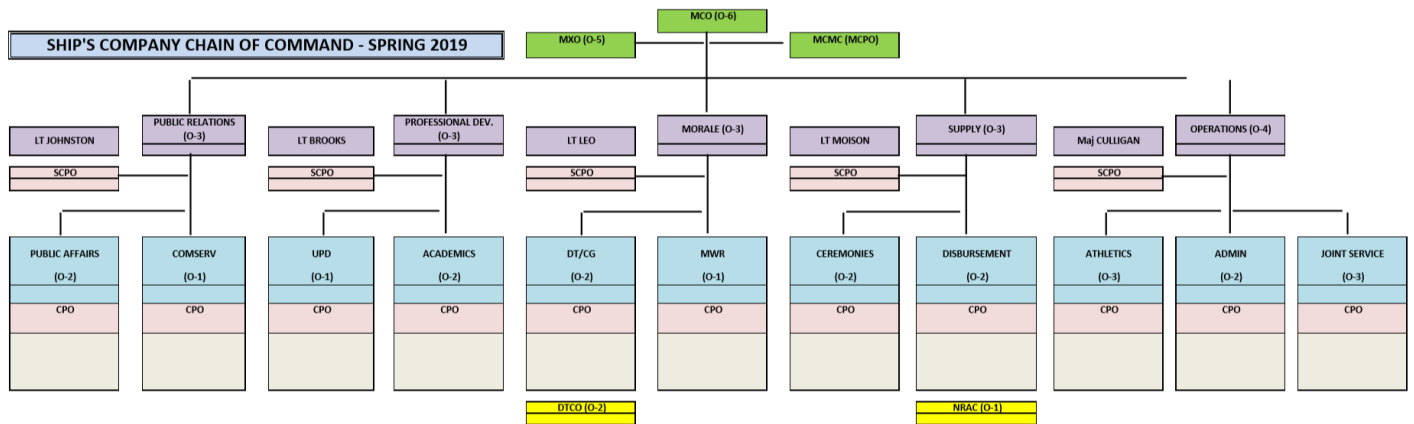 MCO (O-6)
SHIP'S COMPANY CHAIN OF COMMAND - SPRING 2019
MXO (O-5)
MCMC (MCPO)
LT JOHNSTON
PUBLIC RELATIONS
(O-3)
LT BROOKS
PROFESSIONAL DEV.
(O-3)
LT LEO
MORALE (O-3)
LT MOISON
SUPPLY (O-3)
Maj CULLIGAN
OPERATIONS (O-4)
SCPO
SCPO
SCPO
SCPO
SCPO
PUBLIC AFFAIRS
(O-2)
CPO
COMSERV
(O-1)
CPO
UPD
(O-1)
CPO
ACADEMICS
(O-2)
CPO
DT/CG
(O-2)
CPO
MWR
(O-1)
CPO
CEREMONIES
(O-2)
CPO
DISBURSEMENT
(O-2)
CPO
ATHLETICS
(O-3)
CPO
ADMIN
(O-2)
CPO
JOINT SERVICE
(O-3)
CPO
DTCO (O-2)
NRAC (O-1)